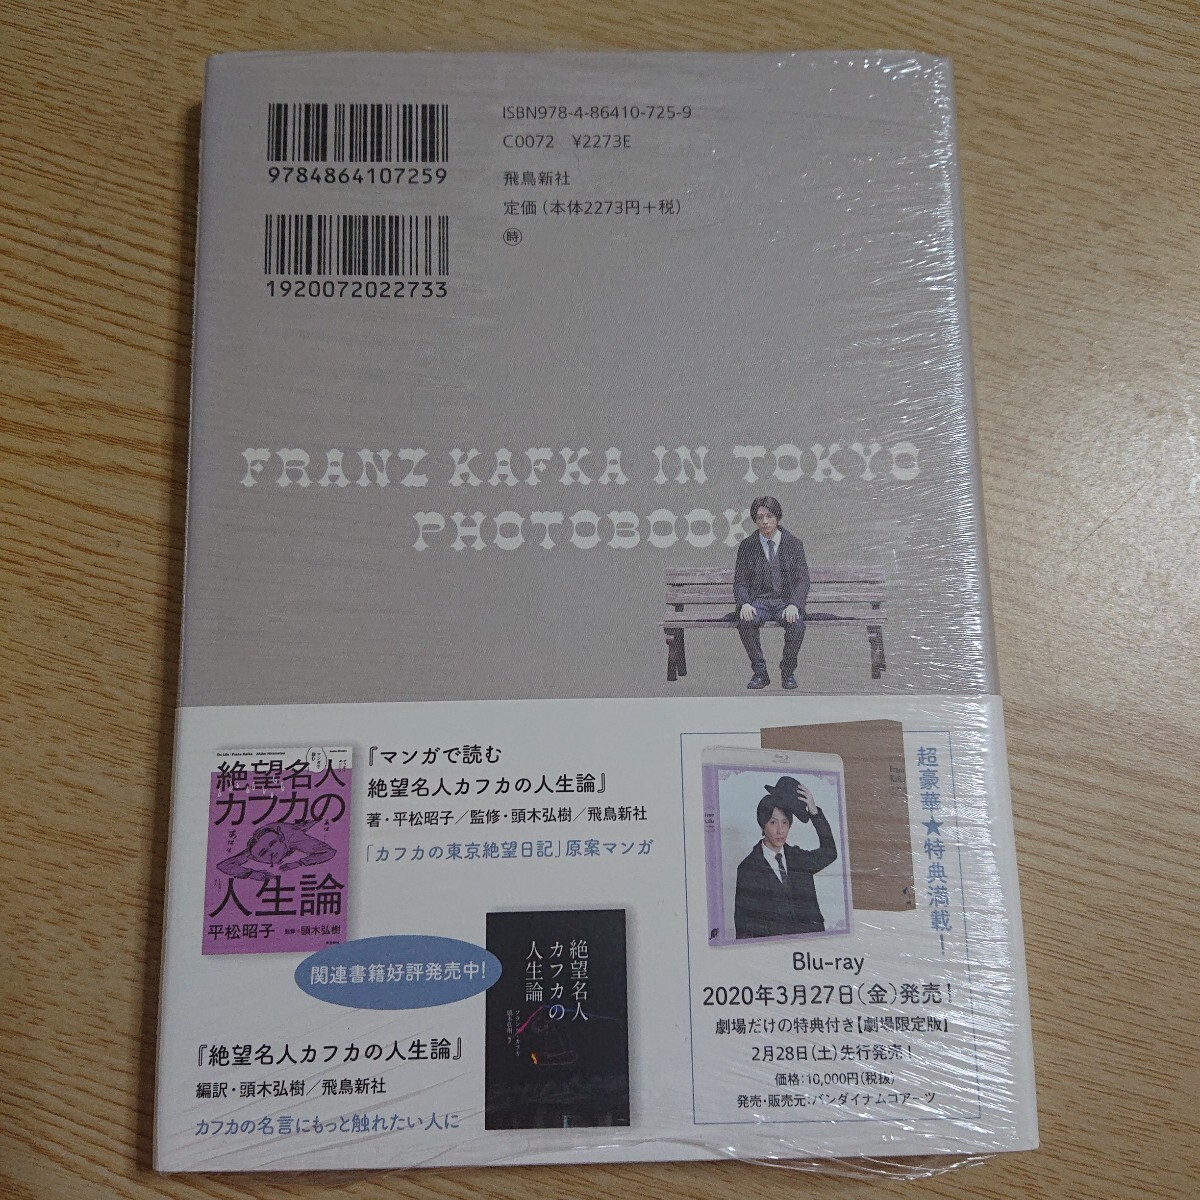 9784864107259
1920072022733
ISBN978-4-86410-725-9
C0072 ¥2273E
飛鳥新社
定価(本体2273円+税)
時
FRANZ KAFKA IN TOKYO
PHOTOBOOK
絶望名人
カフカの
人生論
平松昭子
監修・頭木弘樹
『マンガで読む
絶望名人カフカの人生論』
著・平松昭子/監修・頭木弘樹/飛鳥新社
「カフカの東京絶望日記」原案マンガ
関連書籍好評発売中!
絶望名人
カフカの
人生論
『絶望名人カフカの人生論』
編訳・頭木弘樹/飛鳥新社
カフカの名言にもっと触れたい人に
超豪華★特典満載!
Blu-ray
2020年3月27日(金)発売!
劇場だけの特典付き【劇場限定版】
2月28日(土)先行発売!
価格:10,000円(税抜)
発売・販売元:バンダイナムコアーツ